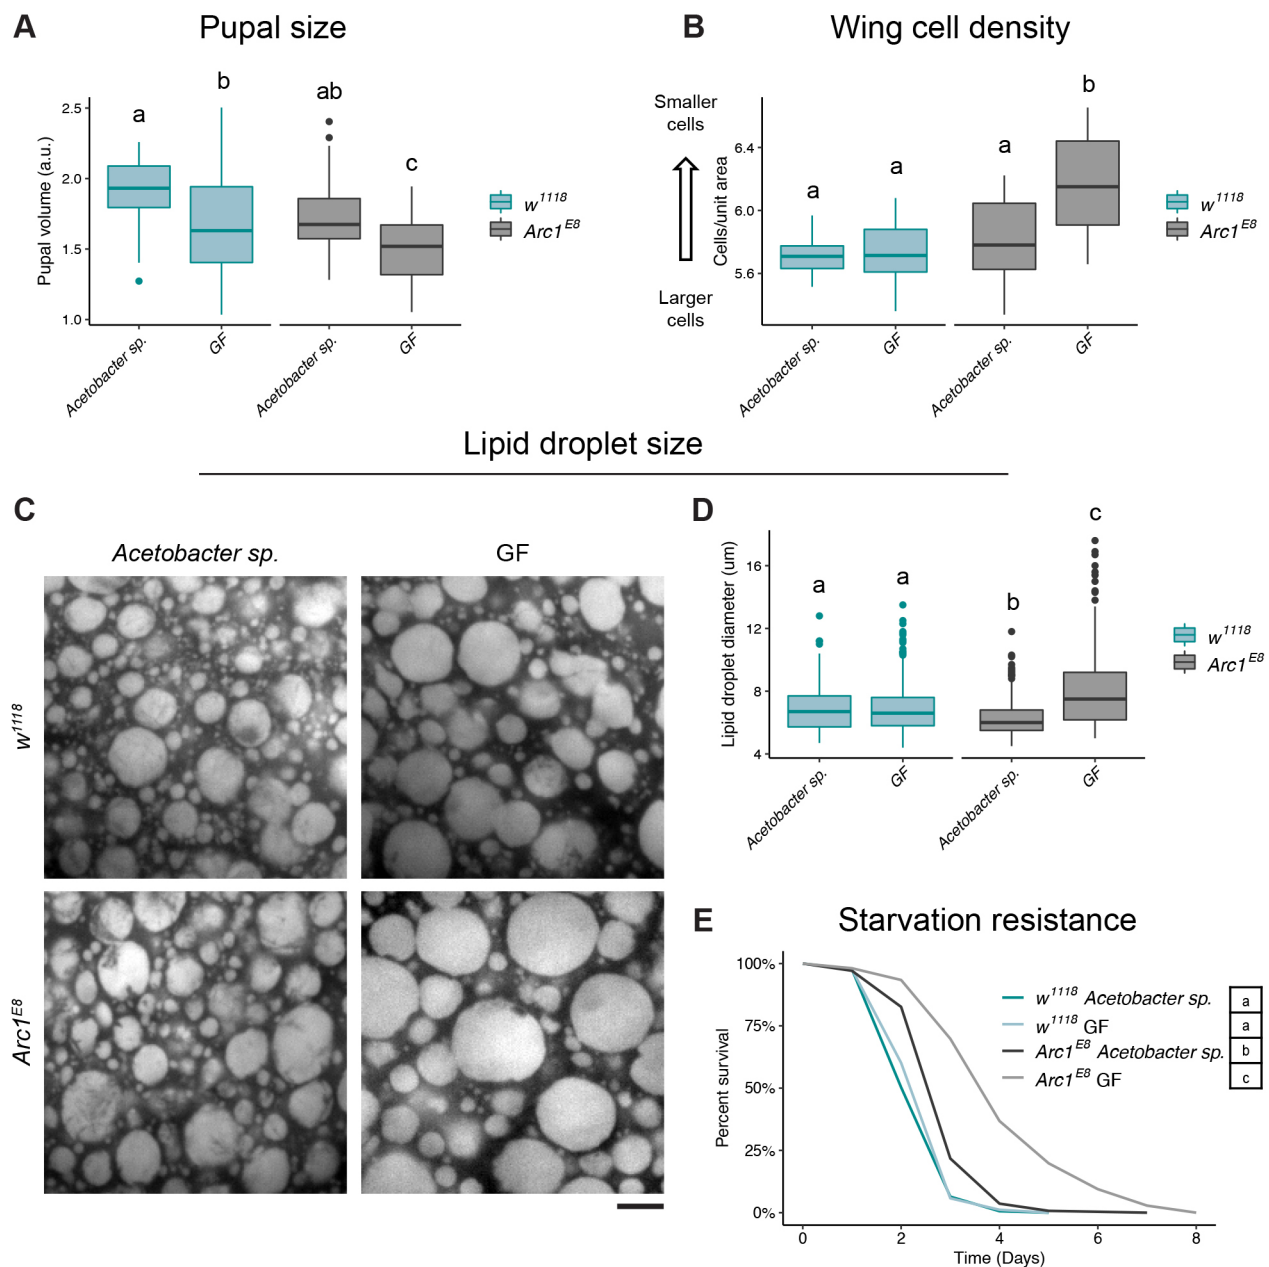 A Pupal size
a b ab c
2.5
2.0
1.5
1.0
Pupal volume (a.u.)
Acetobacter sp. GF Acetobacter sp. GF
w1118
Arc1E8
B Wing cell density
Smaller
cells
Larger
cells
a a a b
6.4
6.0
5.6
Cells/unit area
Acetobacter sp. GF Acetobacter sp. GF
w1118
Arc1E8
Lipid droplet size
C
Acetobacter sp. GF
w1118
Arc1E8
D
a a b c
16
12
8
4
Lipid droplet diameter (um)
Acetobacter sp. GF Acetobacter sp. GF
w1118
Arc1E8
E Starvation resistance
100%
75%
50%
25%
0%
Percent survival
w1118 Acetobacter sp. a
w1118 GF a
Arc1E8 Acetobacter sp. b
Arc1E8 GF c
0 2 4 6 8
Time (Days)